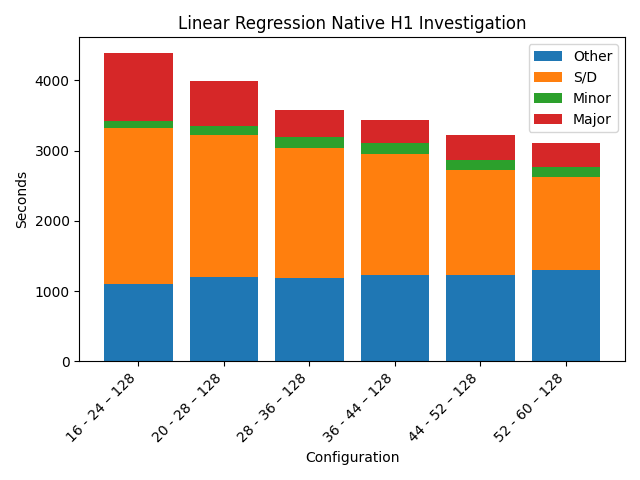 Linear Regression Native H1 Investigation
Other
S/D
Minor
Major
Seconds
4000
3000
2000
1000
0
16 - 24 – 128
20 - 28 – 128
28 - 36 – 128
36 - 44 – 128
44 - 52 – 128
52 - 60 – 128
Configuration